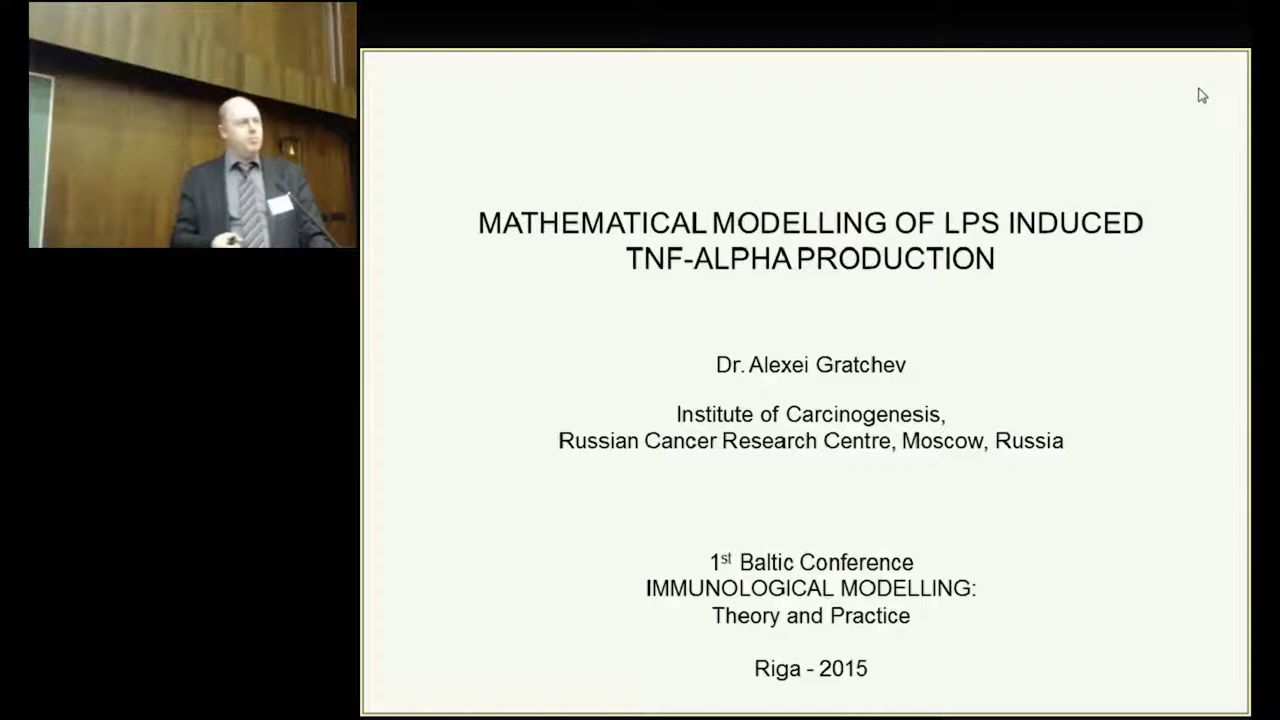 MATHEMATICAL MODELLING OF LPS INDUCED
TNF-ALPHA PRODUCTION
Dr. Alexei Gratchev
Institute of Carcinogenesis,
Russian Cancer Research Centre, Moscow, Russia
1st Baltic Conference
IMMUNOLOGICAL MODELLING:
Theory and Practice
Riga - 2015